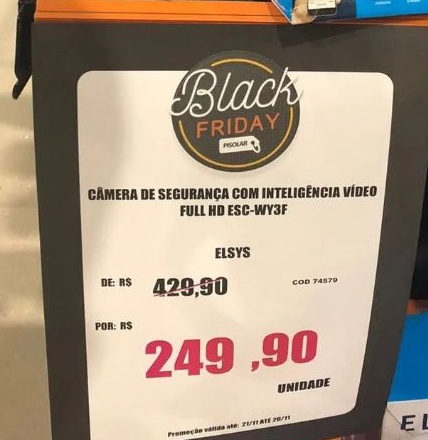 Black
FRIDAY
PISOLAR
CÂMERA DE SEGURANÇA COM INTELIGÊNCIA VÍDEO
FULL HD ESC-WY3F
ELSYS
DE: R$ 429,90 COD 74579
POR: R$
249 ,90
UNIDADE
Promoção válida até: 21/11 ATÉ 26/11
EL